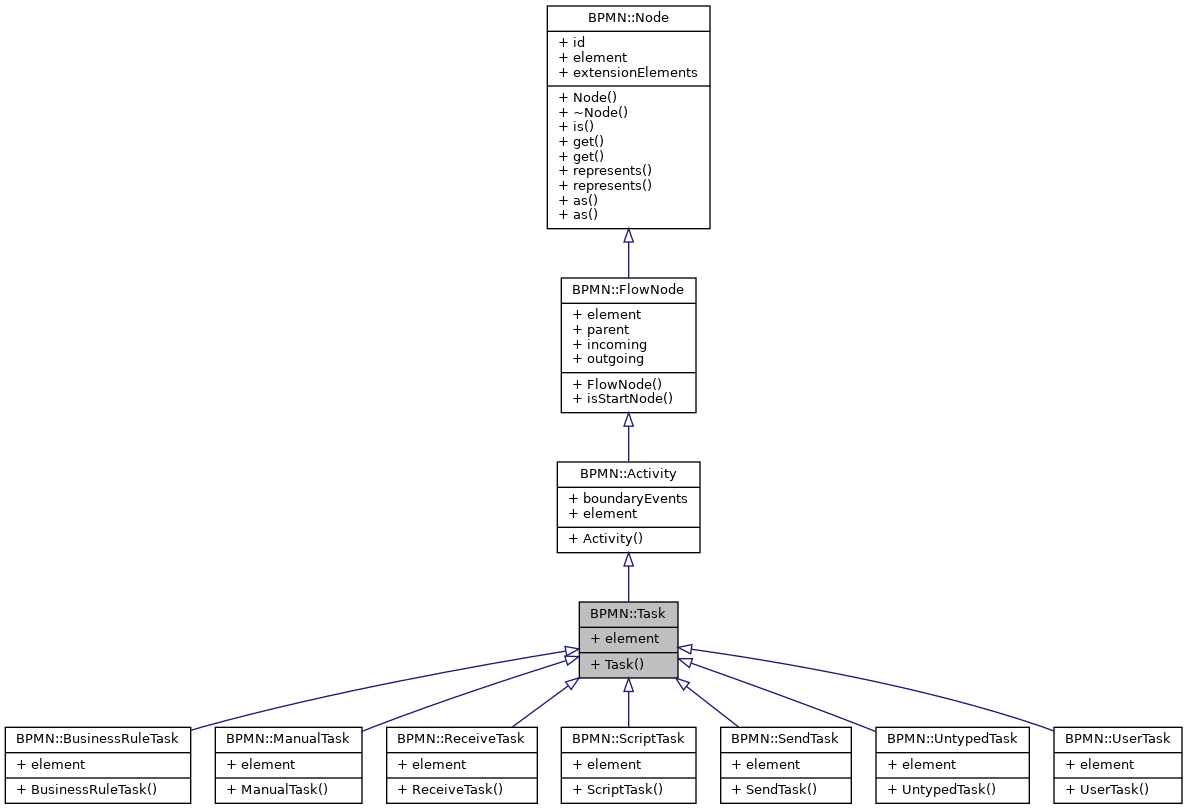 BPMN::Node
+ id
+ element
+ extensionElements
+ Node()
+ ~Node()
+ is()
+ get()
+ get()
+ represents()
+ represents()
+ as()
+ as()
BPMN::FlowNode
+ element
+ parent
+ incoming
+ outgoing
+ FlowNode()
+ isStartNode()
BPMN::Activity
+ boundaryEvents
+ element
+ Activity()
BPMN::Task
+ element
+ Task()
BPMN::BusinessRuleTask
+ element
+ BusinessRuleTask()
BPMN::ManualTask
+ element
+ ManualTask()
BPMN::ReceiveTask
+ element
+ ReceiveTask()
BPMN::ScriptTask
+ element
+ ScriptTask()
BPMN::SendTask
+ element
+ SendTask()
BPMN::UntypedTask
+ element
+ UntypedTask()
BPMN::UserTask
+ element
+ UserTask()